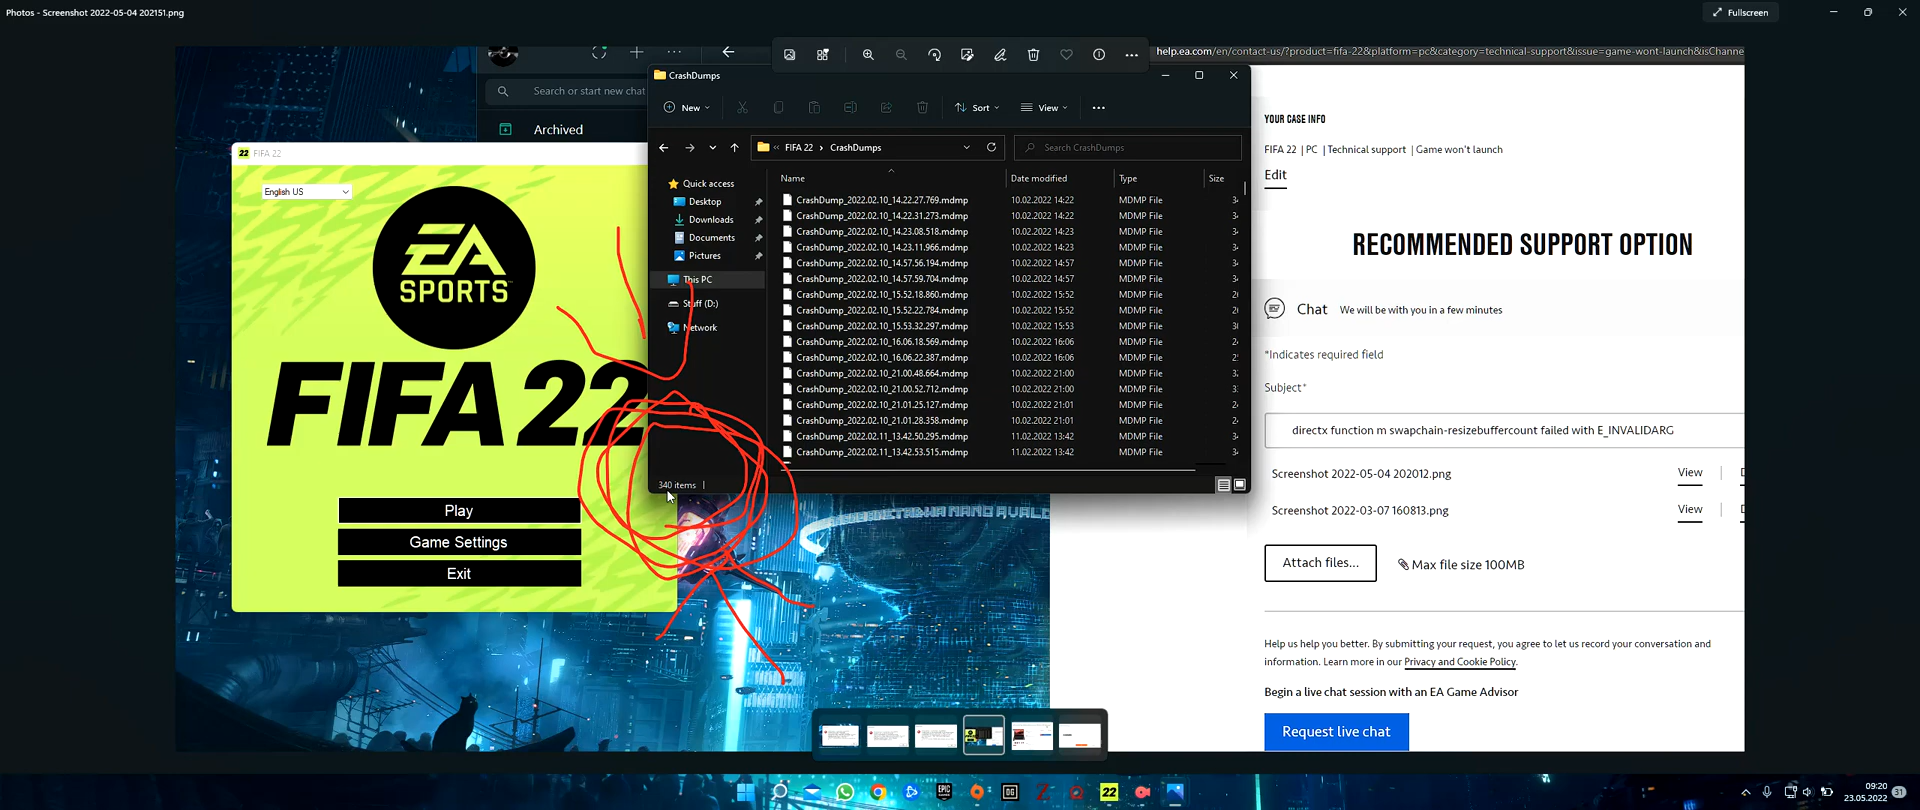 Photos - Screenshot 2022-05-04 202151.png
Fullscreen
help.ea.com/en/contact-us/?product=fifa-22&platform=pc&category=technical-support&issue=game-wont-launch&isChanne
Search or start new chat
Archived
22 FIFA 22
English US
EA
SPORTS
FIFA 22
Play
Game Settings
Exit
CrashDumps
New
Sort
View
FIFA 22 > CrashDumps
Search CrashDumps
Quick access
Desktop
Downloads
Documents
Pictures
This PC
Stuff (D:)
Network
Name Date modified Type Size
CrashDump_2022.02.10_14.22.27.769.mdmp 10.02.2022 14:22 MDMP File
CrashDump_2022.02.10_14.22.31.273.mdmp 10.02.2022 14:22 MDMP File
CrashDump_2022.02.10_14.23.08.518.mdmp 10.02.2022 14:23 MDMP File
CrashDump_2022.02.10_14.23.11.966.mdmp 10.02.2022 14:23 MDMP File
CrashDump_2022.02.10_14.57.56.194.mdmp 10.02.2022 14:57 MDMP File
CrashDump_2022.02.10_14.57.59.704.mdmp 10.02.2022 14:57 MDMP File
CrashDump_2022.02.10_15.52.18.860.mdmp 10.02.2022 15:52 MDMP File
CrashDump_2022.02.10_15.52.22.784.mdmp 10.02.2022 15:52 MDMP File
CrashDump_2022.02.10_15.53.32.297.mdmp 10.02.2022 15:53 MDMP File
CrashDump_2022.02.10_16.06.18.569.mdmp 10.02.2022 16:06 MDMP File
CrashDump_2022.02.10_16.06.22.387.mdmp 10.02.2022 16:06 MDMP File
CrashDump_2022.02.10_21.00.48.664.mdmp 10.02.2022 21:00 MDMP File
CrashDump_2022.02.10_21.00.52.712.mdmp 10.02.2022 21:00 MDMP File
CrashDump_2022.02.10_21.01.25.127.mdmp 10.02.2022 21:01 MDMP File
CrashDump_2022.02.10_21.01.28.358.mdmp 10.02.2022 21:01 MDMP File
CrashDump_2022.02.11_13.42.50.295.mdmp 11.02.2022 13:42 MDMP File
CrashDump_2022.02.11_13.42.53.515.mdmp 11.02.2022 13:42 MDMP File
340 items
YOUR CASE INFO
FIFA 22 | PC | Technical support | Game won't launch
Edit
RECOMMENDED SUPPORT OPTION
Chat We will be with you in a few minutes
*Indicates required field
Subject*
directx function m swapchain-resizebuffercount failed with E_INVALIDARG
Screenshot 2022-05-04 202012.png View
Screenshot 2022-03-07 160813.png View
Attach files... Max file size 100MB
Help us help you better. By submitting your request, you agree to let us record your conversation and
information. Learn more in our Privacy and Cookie Policy.
Begin a live chat session with an EA Game Advisor
Request live chat
EPIC
GAMES
OG
22
09:20
23.05.2022
31